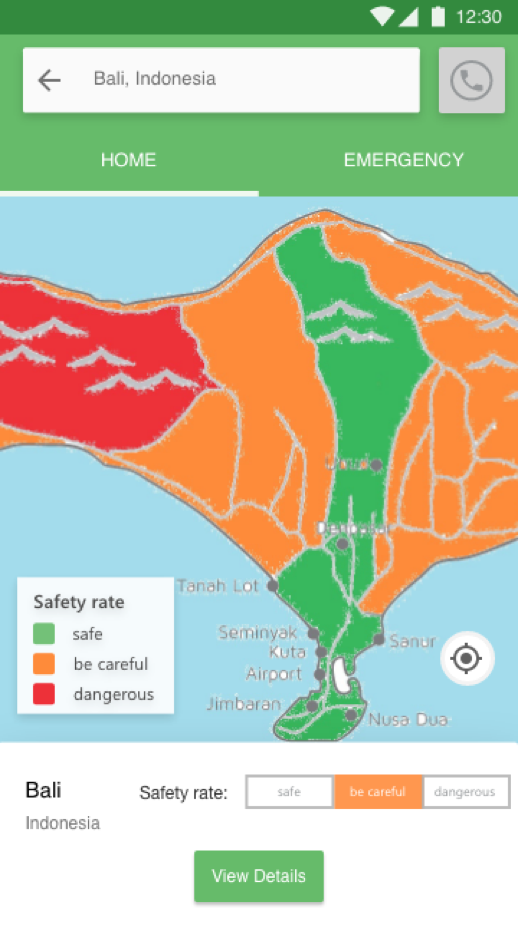 12:30
Bali, Indonesia
HOME EMERGENCY
Ubud
Denpasar
Tanah Lot
Seminyak
Sanur
Kuta
Airport
Jimbaran
Nusa Dua
Safety rate
safe
be careful
dangerous
Bali
Indonesia
Safety rate: safe be careful dangerous
View Details